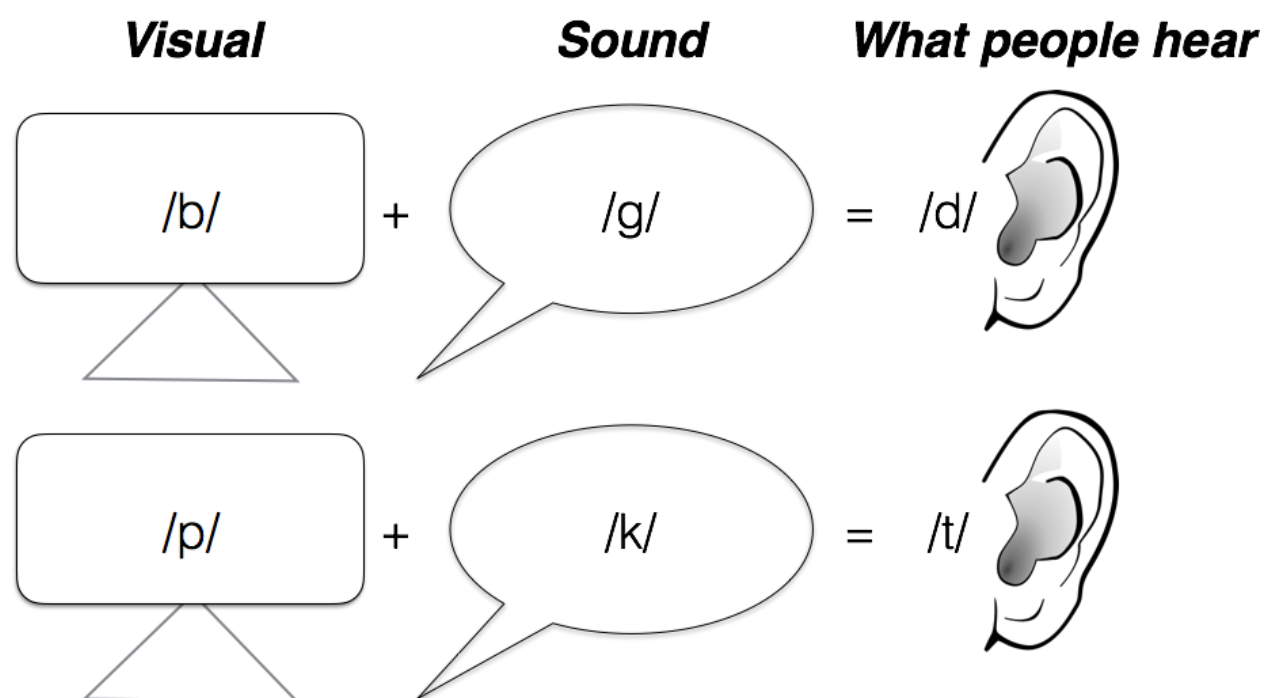 Visual Sound What people hear
/b/ + /g/ = /d/
/p/ + /k/ = /t/